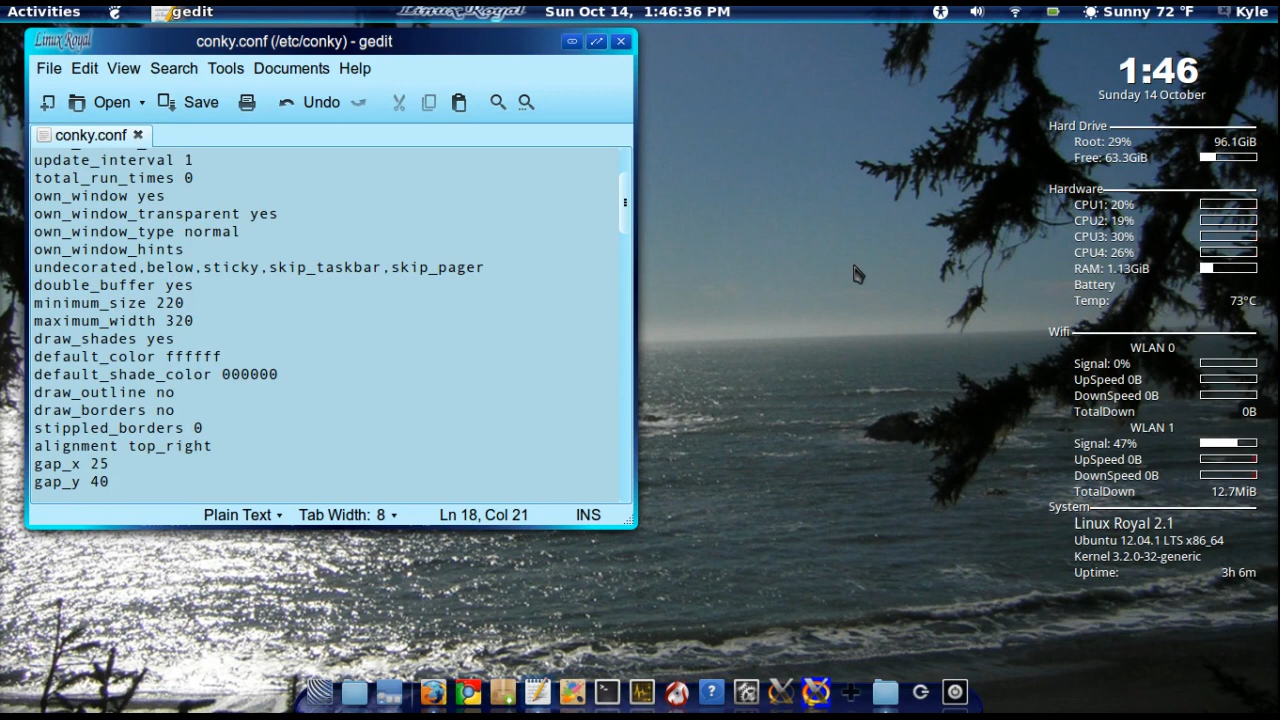 Activities
gedit
Linux Royal
Sun Oct 14, 1:46:36 PM
Sunny 72 °F
Kyle
Linux Royal
conky.conf (/etc/conky) - gedit
File Edit View Search Tools Documents Help
Open Save Undo
conky.conf
update_interval 1
total_run_times 0
own_window yes
own_window_transparent yes
own_window_type normal
own_window_hints
undecorated,below,sticky,skip_taskbar,skip_pager
double_buffer yes
minimum_size 220
maximum_width 320
draw_shades yes
default_color ffffff
default_shade_color 000000
draw_outline no
draw_borders no
stippled_borders 0
alignment top_right
gap_x 25
gap_y 40
Plain Text Tab Width: 8 Ln 18, Col 21 INS
1:46
Sunday 14 October
Hard Drive
Root: 29% 96.1GiB
Free: 63.3GiB
Hardware
CPU1: 20%
CPU2: 19%
CPU3: 30%
CPU4: 26%
RAM: 1.13GiB
Battery
Temp: 73°C
Wifi
WLAN 0
Signal: 0%
UpSpeed 0B
DownSpeed 0B
TotalDown 0B
WLAN 1
Signal: 47%
UpSpeed 0B
DownSpeed 0B
TotalDown 12.7MiB
System
Linux Royal 2.1
Ubuntu 12.04.1 LTS x86_64
Kernel 3.2.0-32-generic
Uptime: 3h 6m